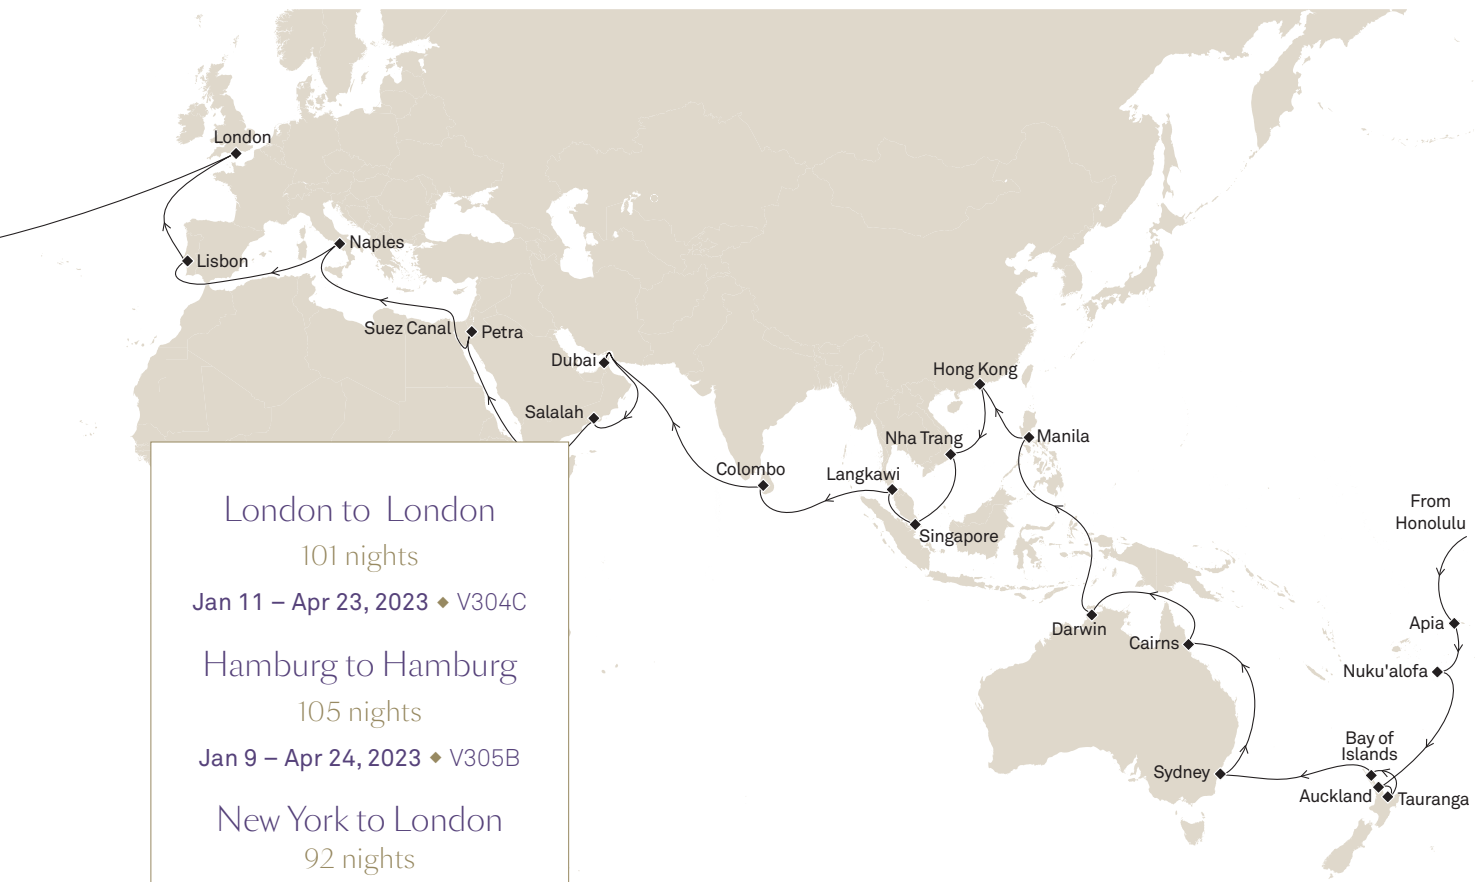 London
Naples
Lisbon
Suez Canal
Petra
Dubai
Salalah
Hong Kong
Nha Trang
Manila
Colombo
Langkawi
Singapore
From
Honolulu
Apia
Darwin
Cairns
Nuku'alofa
Bay of
Islands
Sydney
Auckland
Tauranga
London to London
101 nights
Jan 11 – Apr 23, 2023 ◆ V304C
Hamburg to Hamburg
105 nights
Jan 9 – Apr 24, 2023 ◆ V305B
New York to London
92 nights